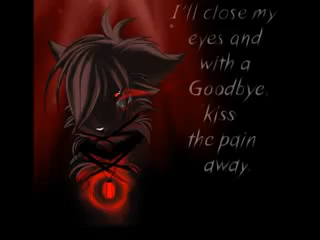 I'll close my
eyes and
with a
Goodbye,
kiss
the pain
away.